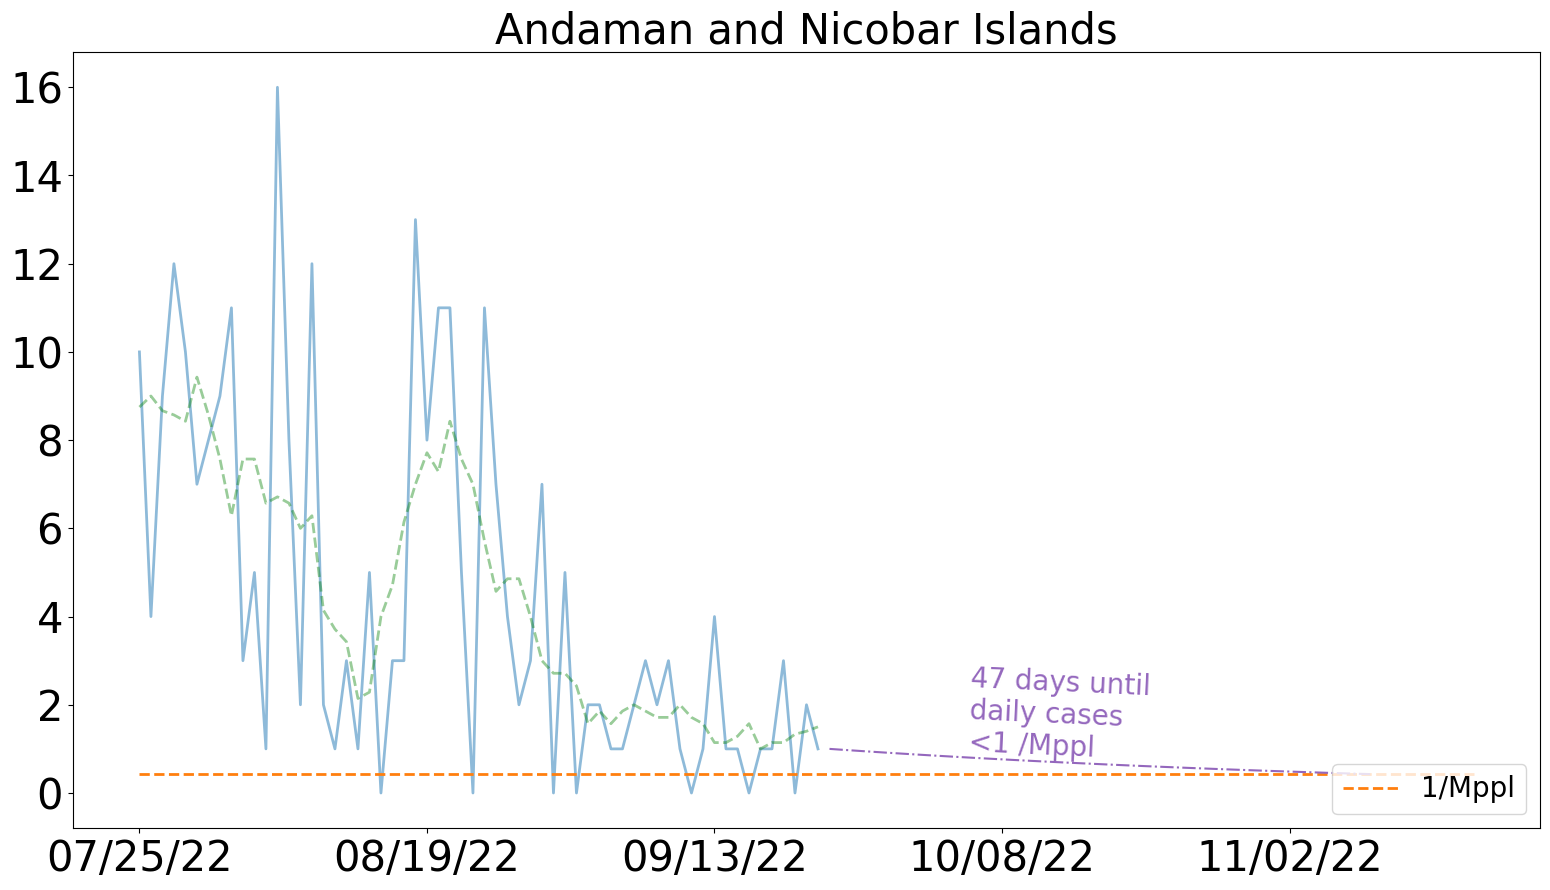 Andaman and Nicobar Islands
16
14
12
10
8
6
4
2
0
47 days until
daily cases
<1 /Mppl
1/Mppl
07/25/22 08/19/22 09/13/22 10/08/22 11/02/22